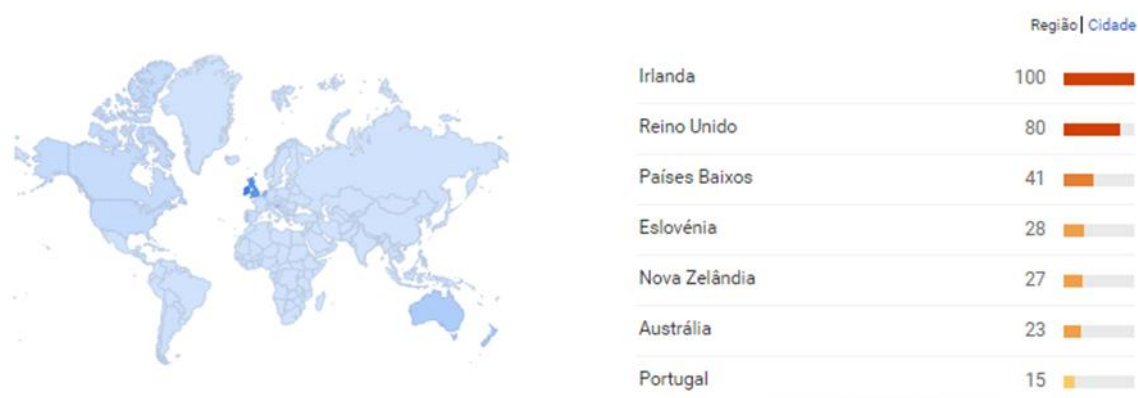 Região| Cidade
Irlanda 100
Reino Unido 80
Países Baixos 41
Eslovénia 28
Nova Zelândia 27
Austrália 23
Portugal 15